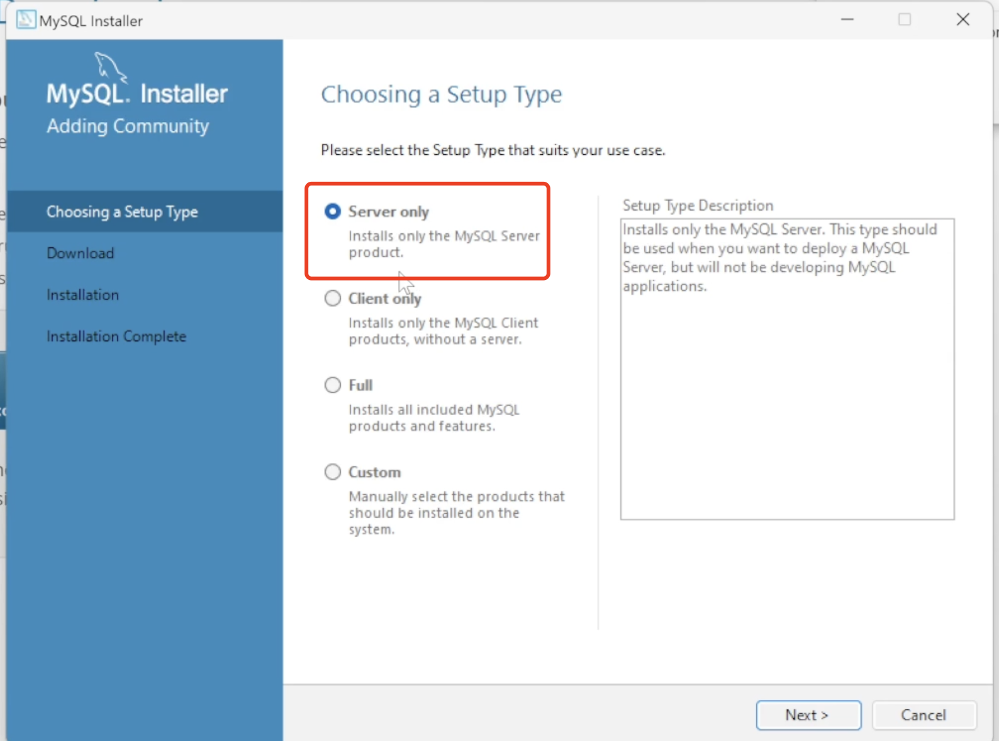 MySQL Installer
MySQL. Installer
Adding Community
Choosing a Setup Type
Download
Installation
Installation Complete
Choosing a Setup Type
Please select the Setup Type that suits your use case.
Server only
Installs only the MySQL Server
product.
Client only
Installs only the MySQL Client
products, without a server.
Full
Installs all included MySQL
products and features.
Custom
Manually select the products that
should be installed on the
system.
Setup Type Description
Installs only the MySQL Server. This type should
be used when you want to deploy a MySQL
Server, but will not be developing MySQL
applications.
Next >
Cancel